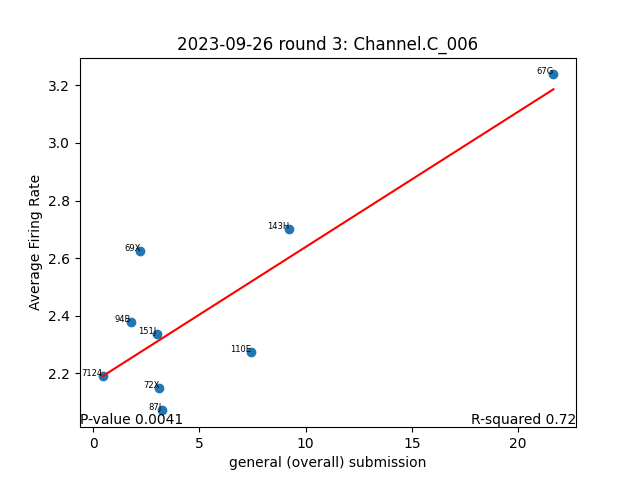 2023-09-26 round 3: Channel.C_006
Average Firing Rate
3.2
3.0
2.8
2.6
2.4
2.2
67G
143H
69X
94B
151J
110E
7124
72X
87J
P-value 0.0041
R-squared 0.72
0
5
10
15
20
general (overall) submission